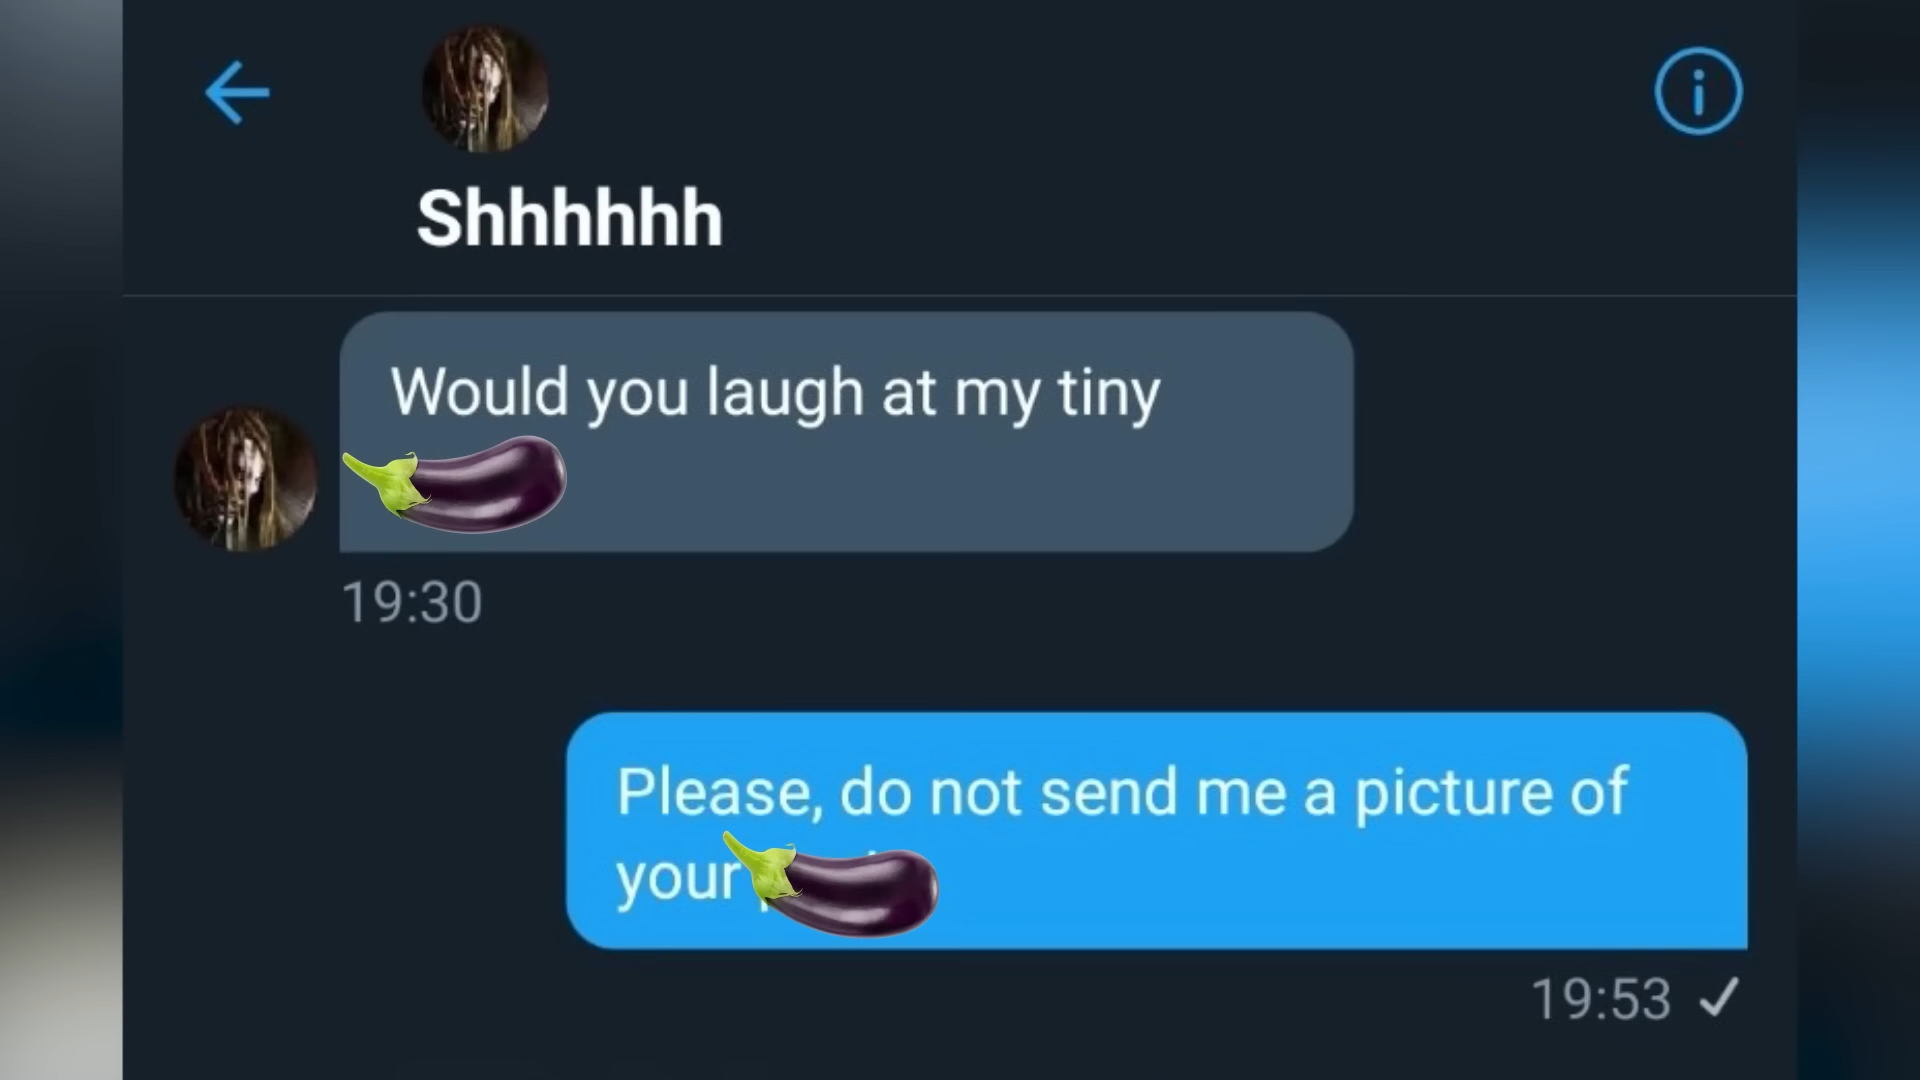 Shhhhhh
Would you laugh at my tiny
19:30
Please, do not send me a picture of
your
19:53